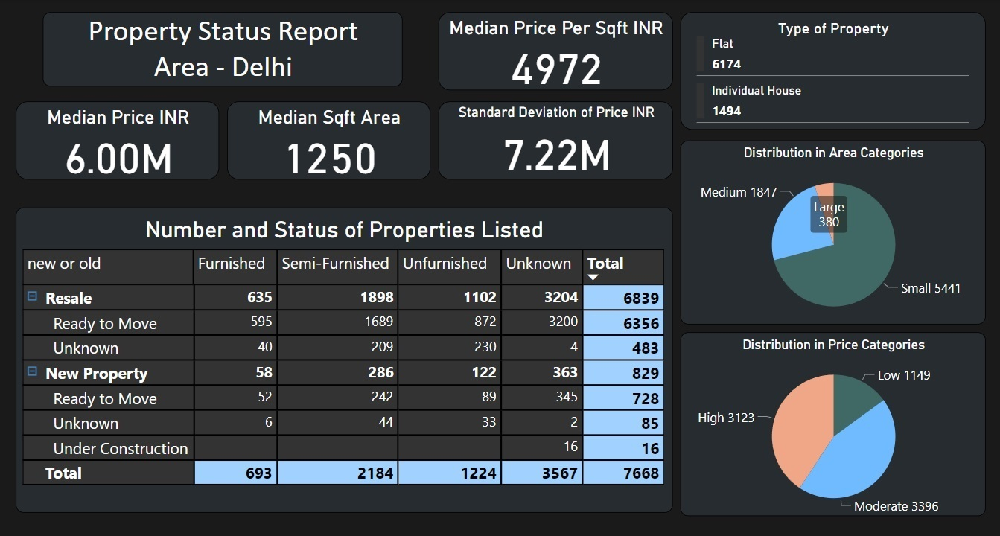 Property Status Report
Area - Delhi
Median Price Per Sqft INR
4972
Type of Property
Flat
6174
Individual House
1494
Median Price INR
6.00M
Median Sqft Area
1250
Standard Deviation of Price INR
7.22M
Distribution in Area Categories
Medium 1847
Large
380
Small 5441
Number and Status of Properties Listed
new or old Furnished Semi-Furnished Unfurnished Unknown Total
Resale 635 1898 1102 3204 6839
Ready to Move 595 1689 872 3200 6356
Unknown 40 209 230 4 483
New Property 58 286 122 363 829
Ready to Move 52 242 89 345 728
Unknown 6 44 33 2 85
Under Construction 16 16
Total 693 2184 1224 3567 7668
Distribution in Price Categories
Low 1149
High 3123
Moderate 3396